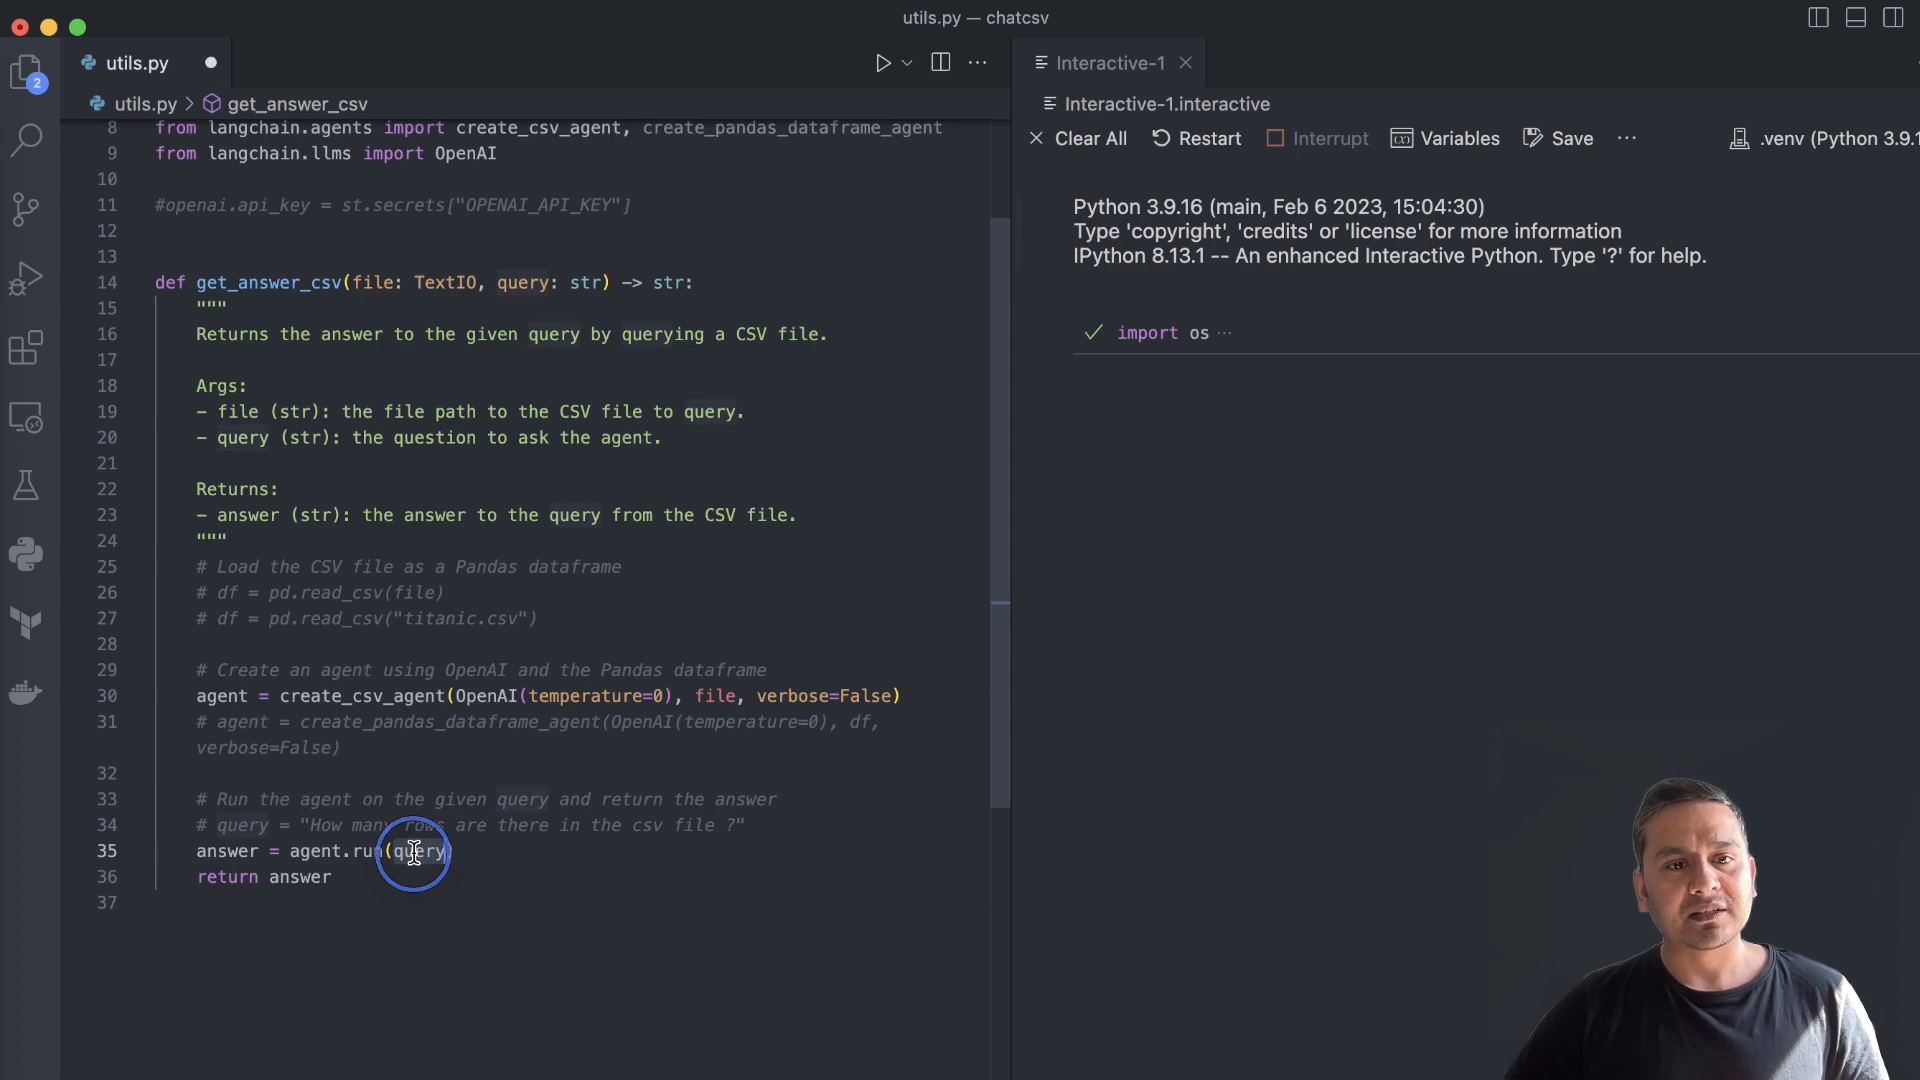 utils.py — chatcsv
2
utils.py
Interactive-1
utils.py > get_answer_csv
Interactive-1.interactive
Clear All Restart Interrupt Variables Save ··· .venv (Python 3.9.1
8 from langchain.agents import create_csv_agent, create_pandas_dataframe_agent
9 from langchain.llms import OpenAI
10
11 #openai.api_key = st.secrets["OPENAI_API_KEY"]
12
13
14 def get_answer_csv(file: TextIO, query: str) -> str:
15 """
16 Returns the answer to the given query by querying a CSV file.
17
18 Args:
19 - file (str): the file path to the CSV file to query.
20 - query (str): the question to ask the agent.
21
22 Returns:
23 - answer (str): the answer to the query from the CSV file.
24 """
25 # Load the CSV file as a Pandas dataframe
26 # df = pd.read_csv(file)
27 # df = pd.read_csv("titanic.csv")
28
29 # Create an agent using OpenAI and the Pandas dataframe
30 agent = create_csv_agent(OpenAI(temperature=0), file, verbose=False)
31 # agent = create_pandas_dataframe_agent(OpenAI(temperature=0), df,
verbose=False)
32
33 # Run the agent on the given query and return the answer
34 # query = "How many rows are there in the csv file ?"
35 answer = agent.run(query)
36 return answer
37
Python 3.9.16 (main, Feb 6 2023, 15:04:30)
Type 'copyright', 'credits' or 'license' for more information
IPython 8.13.1 -- An enhanced Interactive Python. Type '?' for help.
import os ···